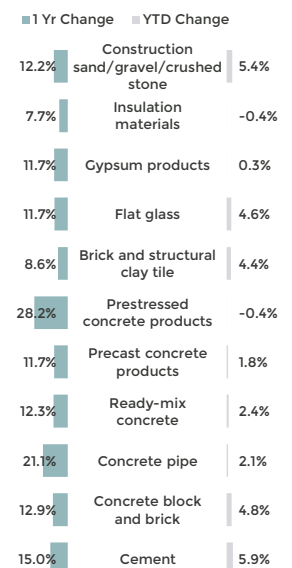 1 Yr Change YTD Change
Construction
12.2% sand/gravel/crushed 5.4%
stone
Insulation
7.7% -0.4%
materials
11.7% Gypsum products 0.3%
11.7% Flat glass 4.6%
Brick and structural
8.6% 4.4%
clay tile
Prestressed
28.2% -0.4%
concrete products
Precast concrete
11.7% 1.8%
products
Ready-mix
12.3% 2.4%
concrete
21.1% Concrete pipe 2.1%
Concrete block
12.9% 4.8%
and brick
15.0% Cement 5.9%